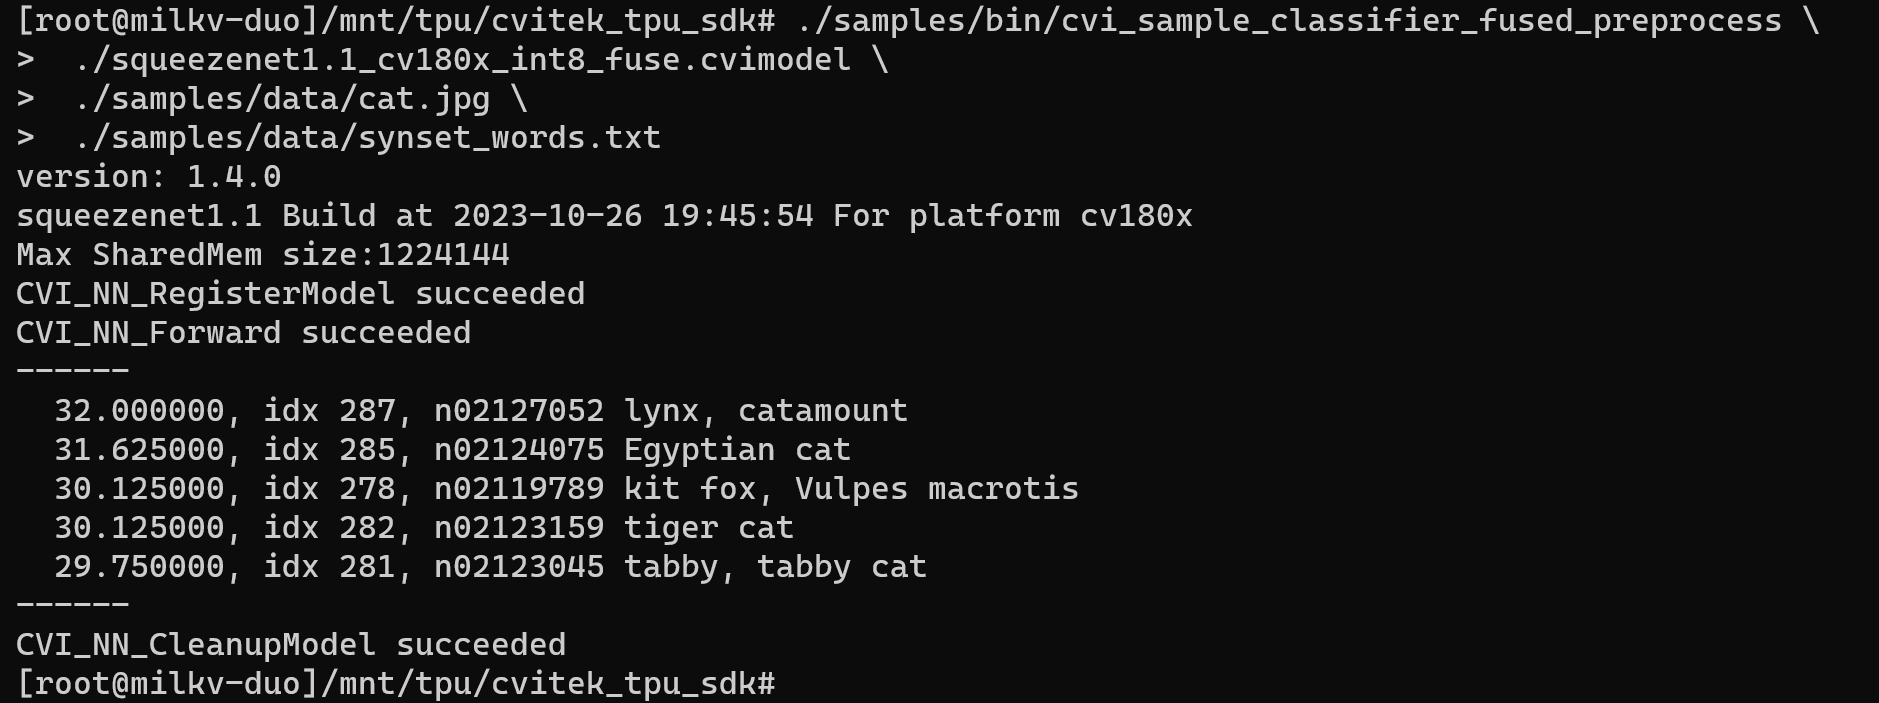 [root@milkv-duo]/mnt/tpu/cvitek_tpu_sdk# ./samples/bin/cvi_sample_classifier_fused_preprocess \
>  ./squeezenet1.1_cv180x_int8_fuse.cvimodel \
>  ./samples/data/cat.jpg \
>  ./samples/data/synset_words.txt
version: 1.4.0
squeezenet1.1 Build at 2023-10-26 19:45:54 For platform cv180x
Max SharedMem size:1224144
CVI_NN_RegisterModel succeeded
CVI_NN_Forward succeeded
------
  32.000000, idx 287, n02127052 lynx, catamount
  31.625000, idx 285, n02124075 Egyptian cat
  30.125000, idx 278, n02119789 kit fox, Vulpes macrotis
  30.125000, idx 282, n02123159 tiger cat
  29.750000, idx 281, n02123045 tabby, tabby cat
------
CVI_NN_CleanupModel succeeded
[root@milkv-duo]/mnt/tpu/cvitek_tpu_sdk#